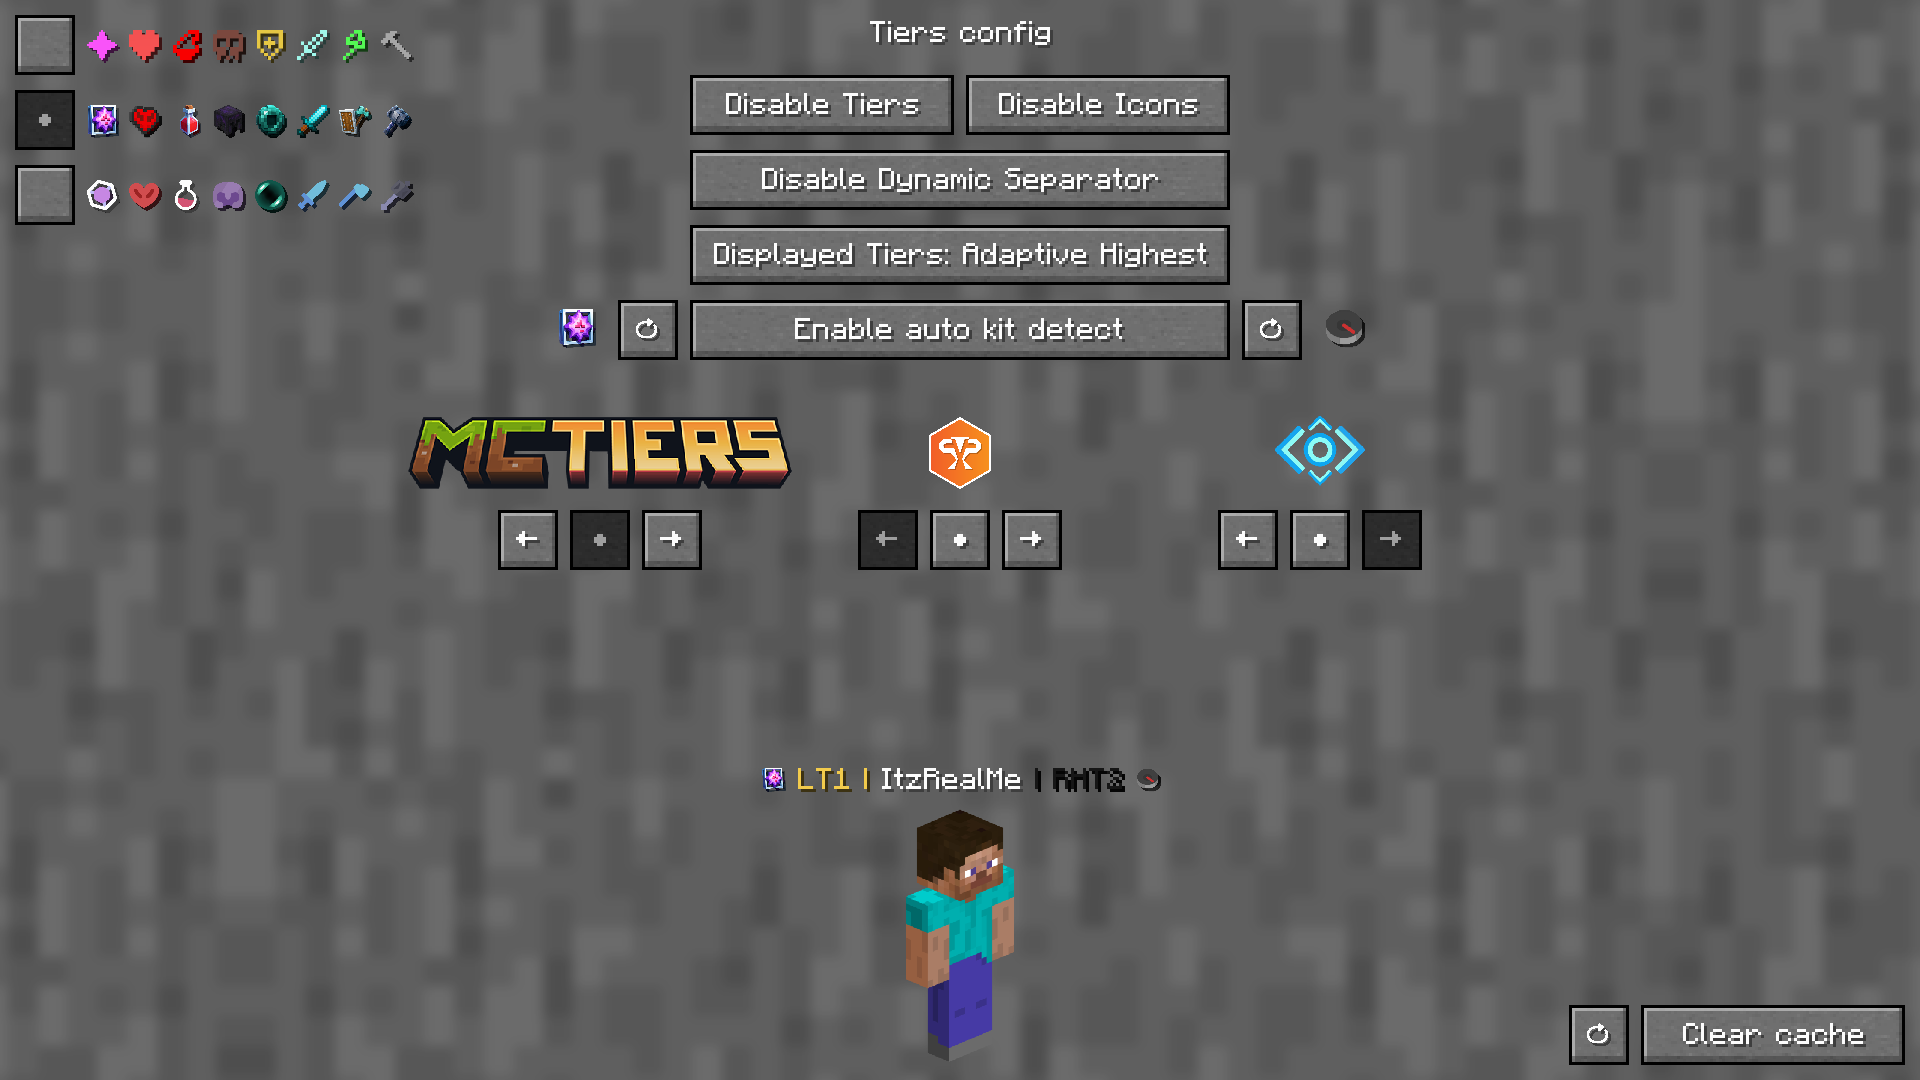 Tiers config
Disable Tiers
Disable Icons
Disable Dynamic Separator
Displayed Tiers: Adaptive Highest
Enable auto kit detect
MCTIERS
LT1 | ItzRealMe | RHT2
Clear cache